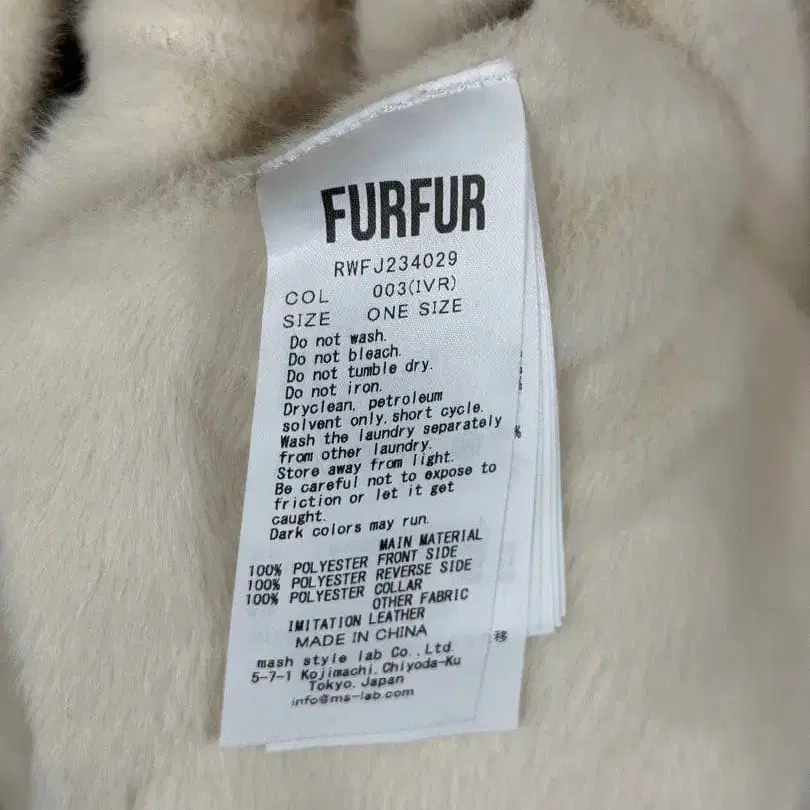 FURFUR
RWFJ234029
COL 003(IVR)
SIZE ONE SIZE
Do not wash.
Do not bleach.
Do not tumble dry.
Do not iron.
Dryclean, petroleum
solvent only,short cycle.
Wash the laundry separately
from other laundry.
Store away from light.
Be careful not to expose to
friction or let it get
caught.
Dark colors may run.
MAIN MATERIAL
100% POLYESTER FRONT SIDE
100% POLYESTER REVERSE SIDE
100% POLYESTER COLLAR
OTHER FABRIC
IMITATION LEATHER
MADE IN CHINA
mash style lab Co., Ltd.
5-7-1 Kojimachi, Chiyoda-Ku
Tokyo, Japan
info@ms-lab.com
%
移